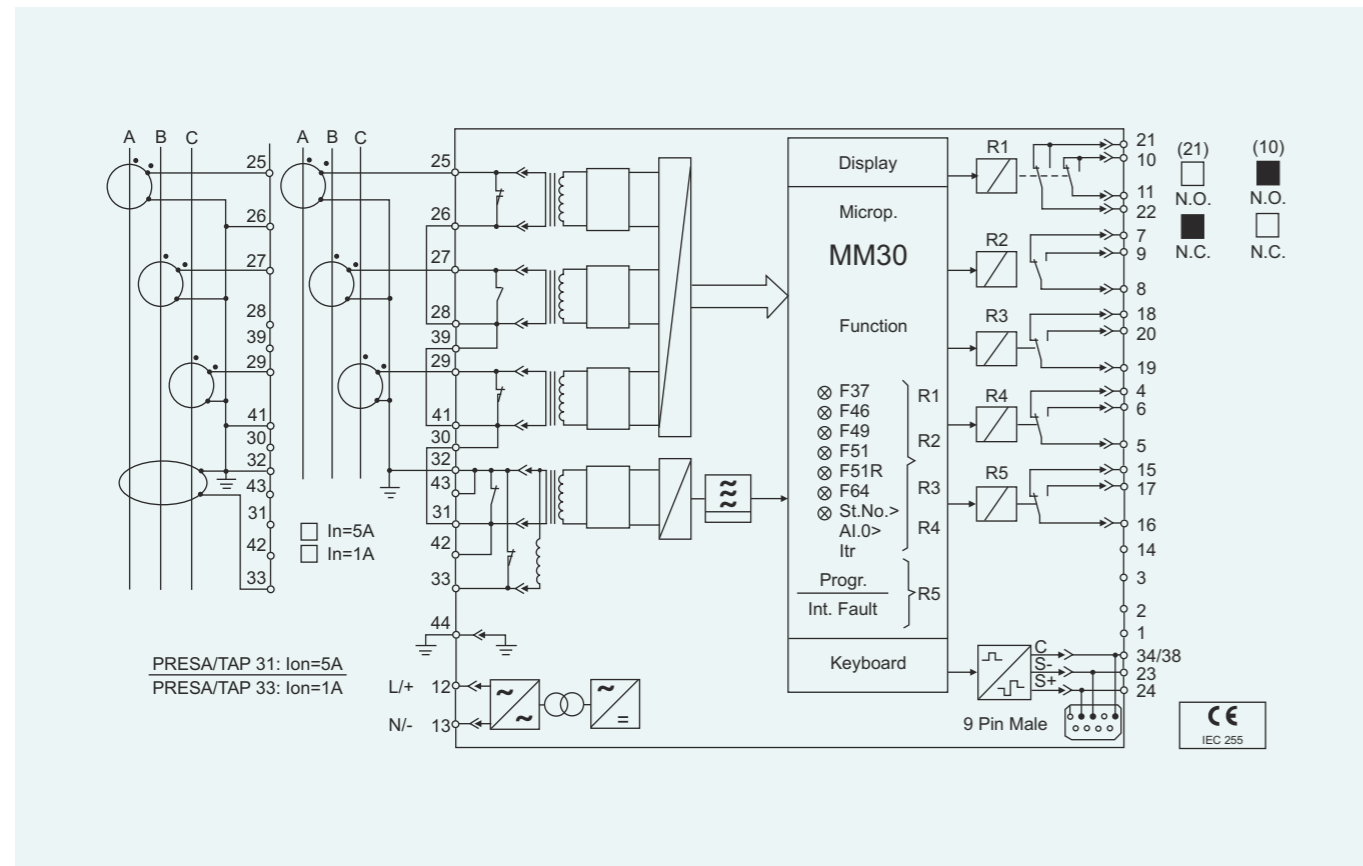 A B C
25
26
27
28
39
29
41
30
32
43
31
42
33
A B C
In=5A
In=1A
PRESA/TAP 31: Ion=5A
PRESA/TAP 33: Ion=1A
25
26
27
28
39
29
41
30
32
43
31
42
33
44
L/+ 12
N/- 13
Display
Microp.
MM30
Function
F37
F46
F49
F51
F51R
F64
St.No.>
AI.0>
Itr
R1
R2
R3
R4
Progr.
Int. Fault
R5
Keyboard
R1
R2
R3
R4
R5
21
10
11
22
7
9
8
18
20
19
4
6
5
15
17
16
14
3
2
1
C
S-
S+
34/38
23
24
9 Pin Male
(21)
N.O.
N.C.
(10)
N.O.
N.C.
CE
IEC 255